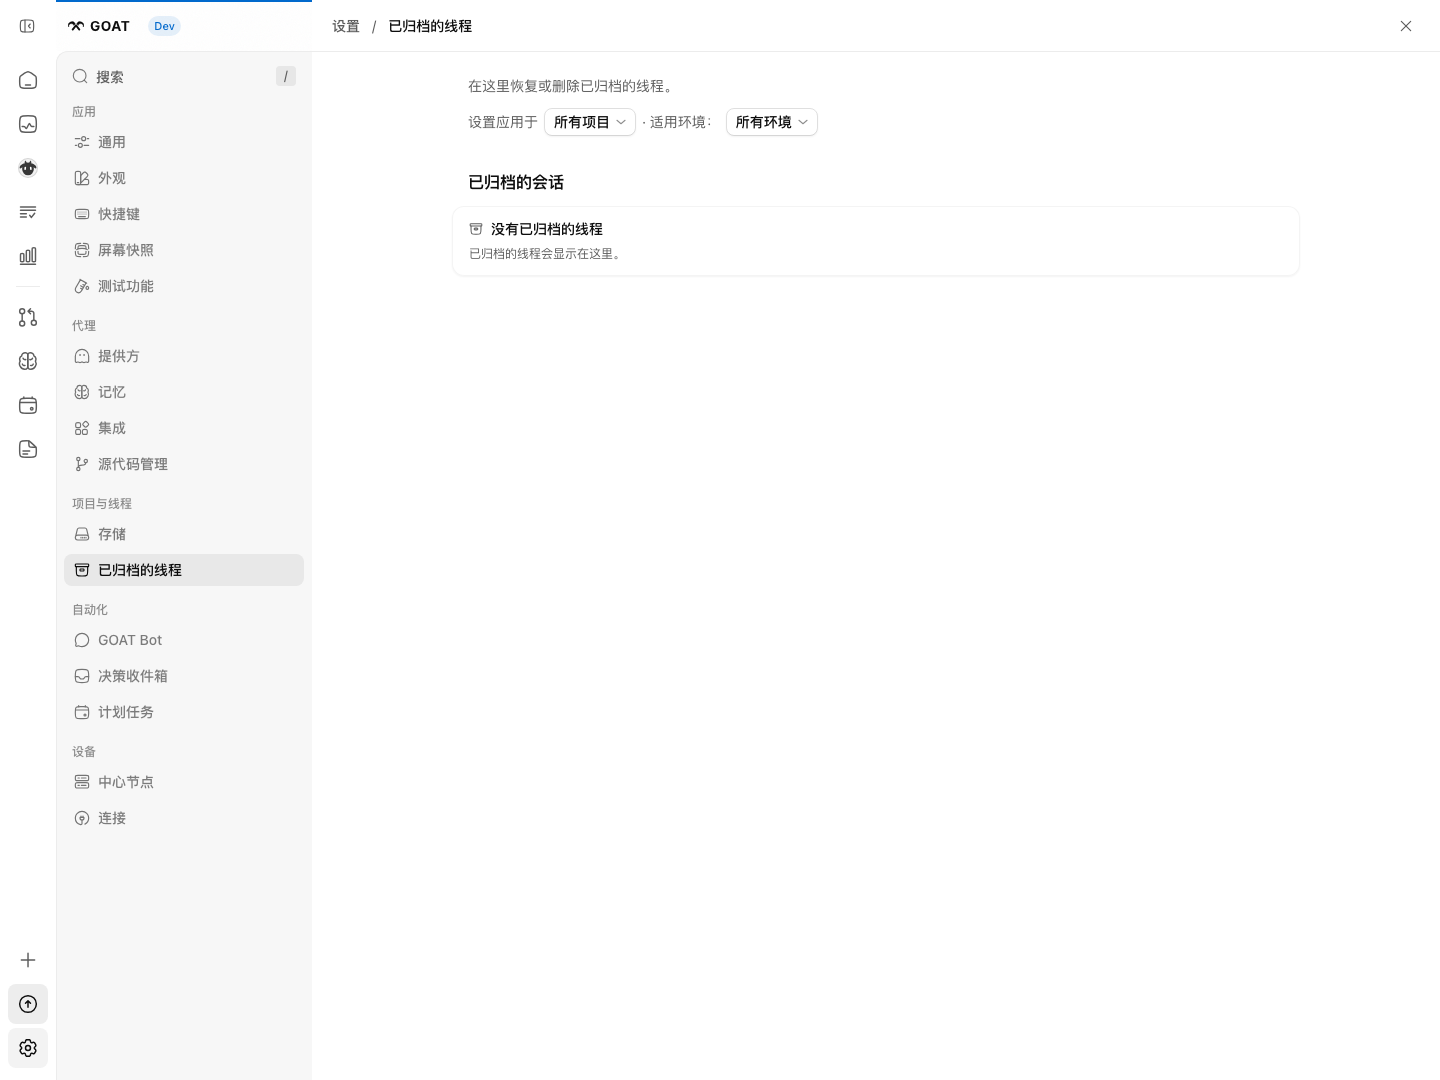 GOAT Dev
设置 / 已归档的线程
搜索 /
应用
通用
外观
快捷键
屏幕快照
测试功能
代理
提供方
记忆
集成
源代码管理
项目与线程
存储
已归档的线程
自动化
GOAT Bot
决策收件箱
计划任务
设备
中心节点
连接
在这里恢复或删除已归档的线程。
设置应用于 所有项目 · 适用环境： 所有环境
已归档的会话
没有已归档的线程
已归档的线程会显示在这里。